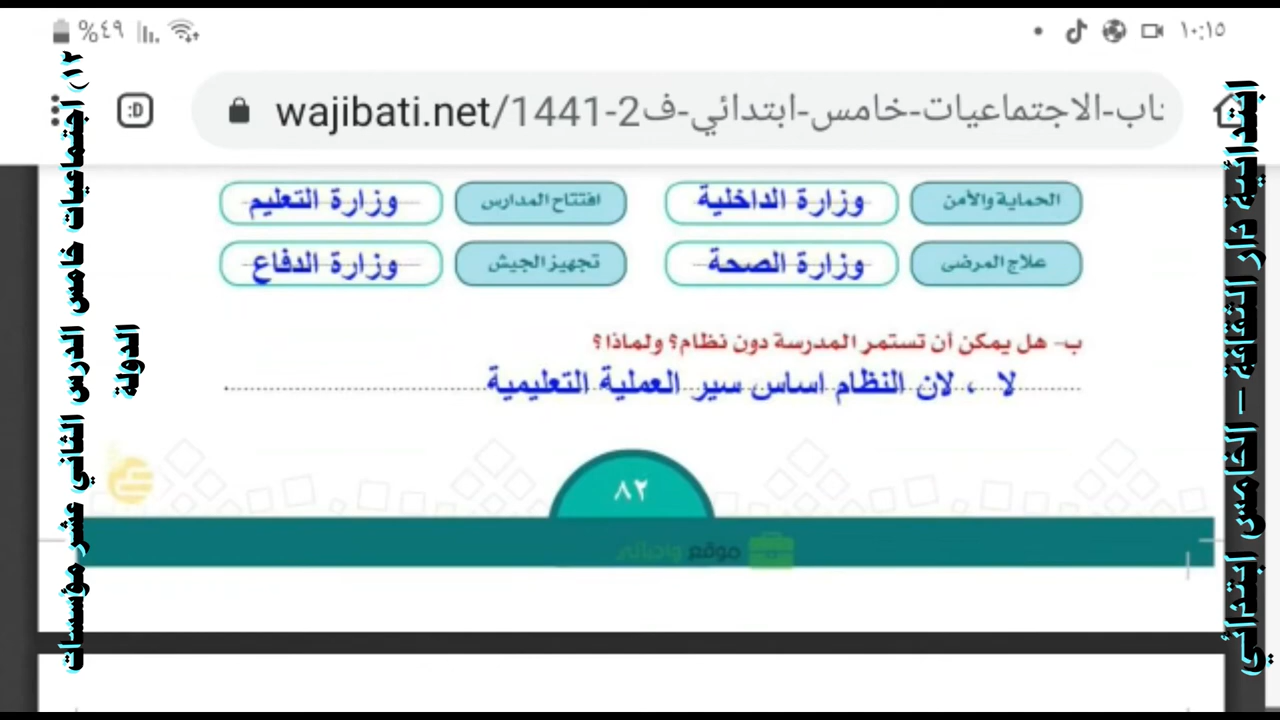 ١٠:١٥
%٤٩
:D
wajibati.net/1441-2اب-الاجتماعيات-خامس-ابتدائي-ف
الحماية والأمن وزارة الداخلية افتتاح المدارس وزارة التعليم
علاج المرضى وزارة الصحة تجهيز الجيش وزارة الدفاع
ب- هل يمكن أن تستمر المدرسة دون نظام؟ ولماذا؟
لا ، لان النظام اساس سير العملية التعليمية
٨٢
موقع واجباتي
ابتدائية دار الثقافة – الخامس ابتدائي
١٢) اجتماعيات خامس الدرس الثاني عشر مؤسسات
الدولة